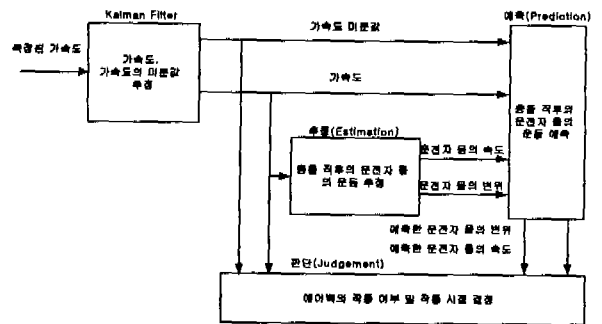 Kalman Filter
측정된 가속도
가속도,
가속도의 미분값
추정
가속도 미분값
가속도
예측(Prediction)
충돌 직후의
운전자 몸의
운동 예측
추정(Estimation)
충돌 직후의 운전자 몸
의 운동 추정
운전자 몸의 속도
운전자 몸의 변위
예측한 운전자 몸의 변위
예측한 운전자 몸의 속도
판단(Judgement)
에어백의 작동 여부 및 작동 시점 결정